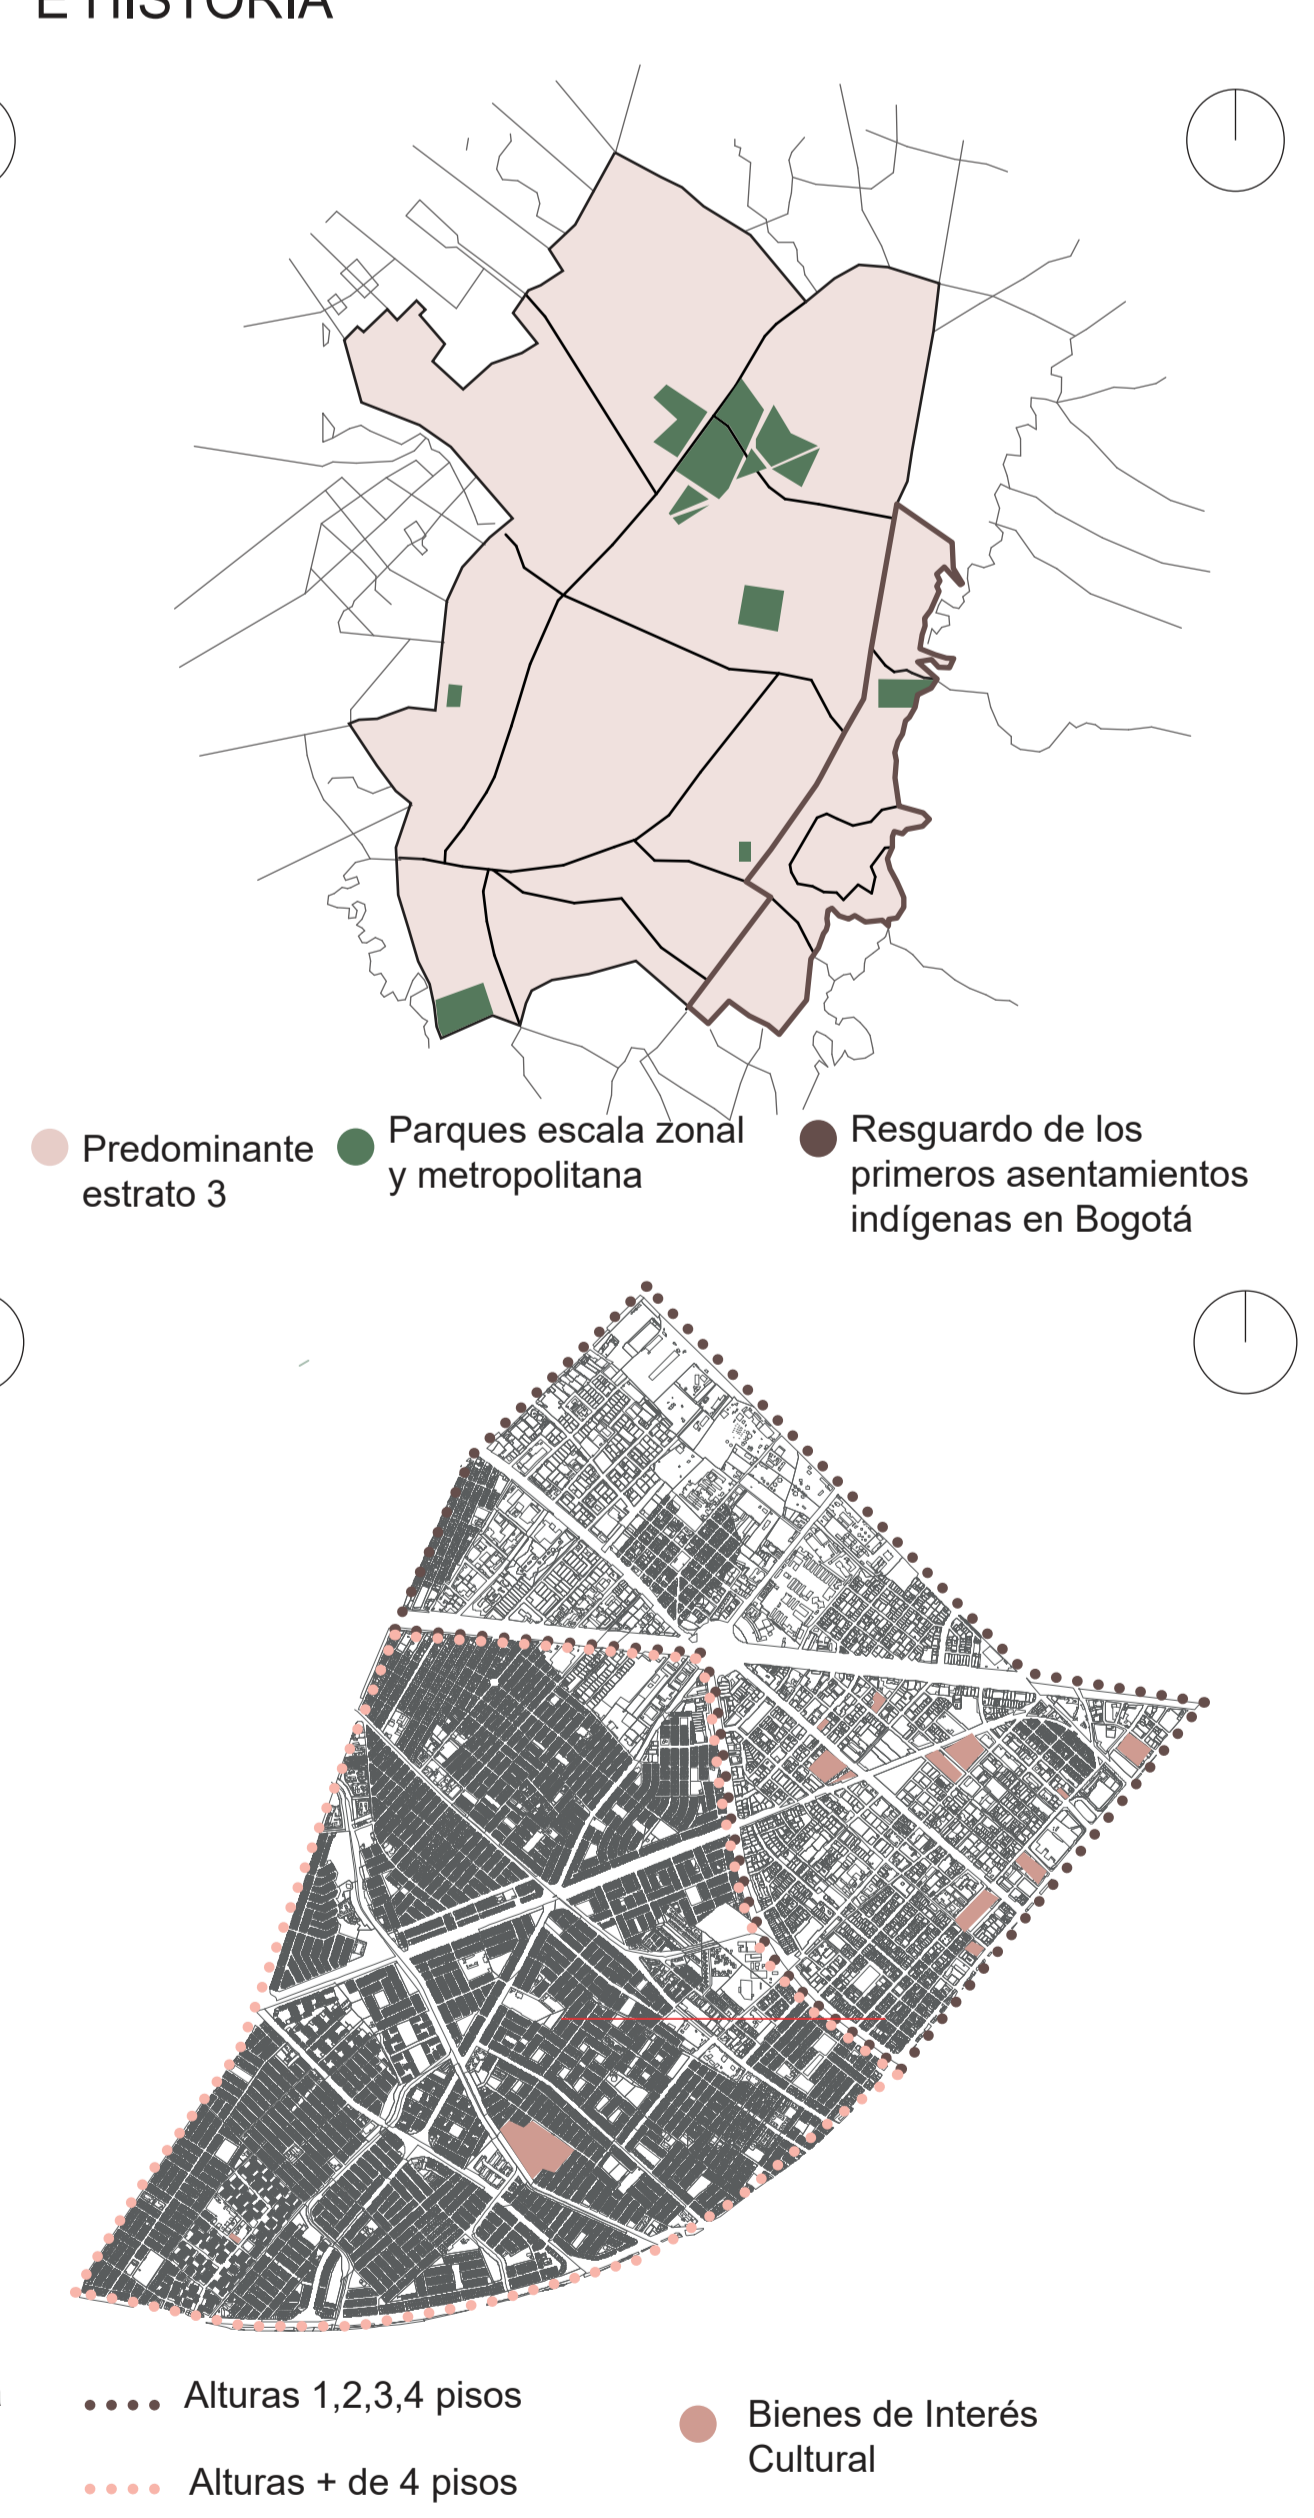 E HISTORIA
Predominante
estrato 3
Parques escala zonal
y metropolitana
Resguardo de los
primeros asentamientos
indígenas en Bogotá
Alturas 1,2,3,4 pisos
Alturas + de 4 pisos
Bienes de Interés
Cultural